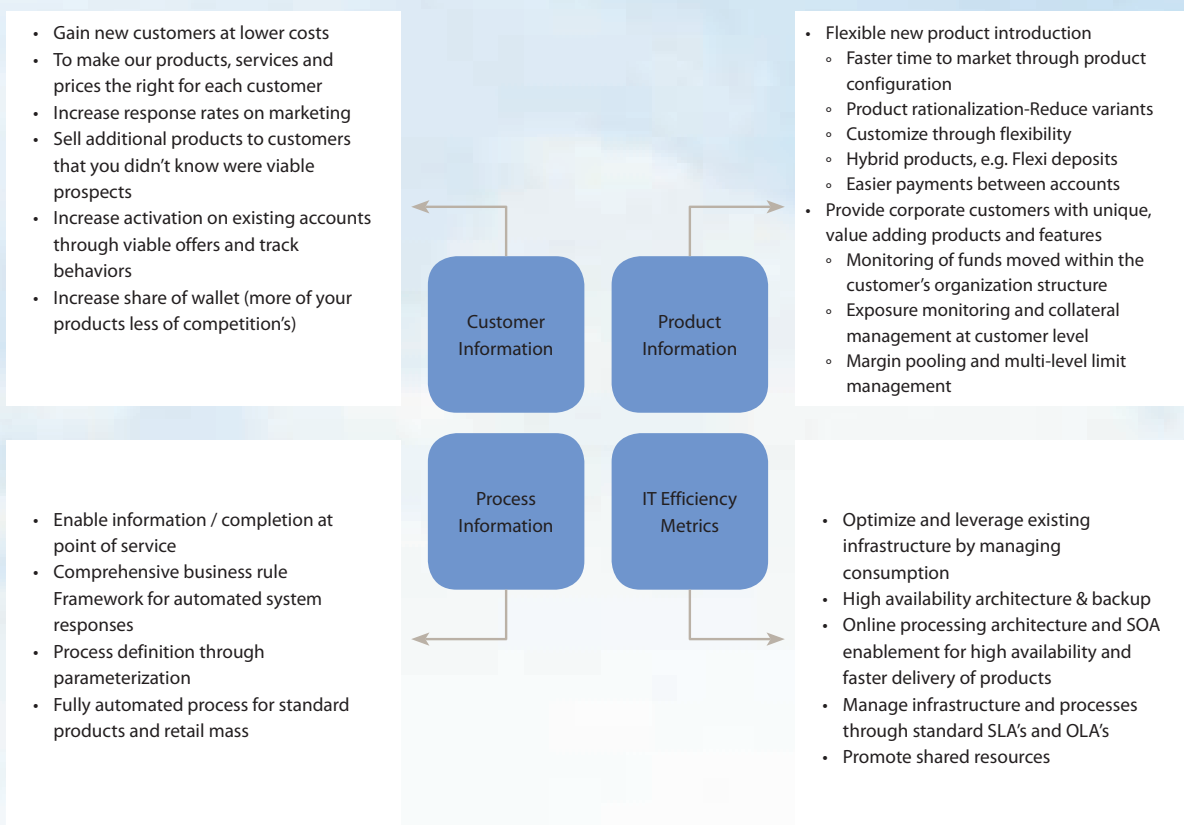 • Gain new customers at lower costs
• To make our products, services and
prices the right for each customer
• Increase response rates on marketing
• Sell additional products to customers
that you didn’t know were viable
prospects
• Increase activation on existing accounts
through viable offers and track
behaviors
• Increase share of wallet (more of your
products less of competition’s)
• Flexible new product introduction
° Faster time to market through product
configuration
° Product rationalization-Reduce variants
° Customize through flexibility
° Hybrid products, e.g. Flexi deposits
° Easier payments between accounts
• Provide corporate customers with unique,
value adding products and features
° Monitoring of funds moved within the
customer’s organization structure
° Exposure monitoring and collateral
management at customer level
° Margin pooling and multi-level limit
management
Customer
Information
Product
Information
Process
Information
IT Efficiency
Metrics
• Enable information / completion at
point of service
• Comprehensive business rule
Framework for automated system
responses
• Process definition through
parameterization
• Fully automated process for standard
products and retail mass
• Optimize and leverage existing
infrastructure by managing
consumption
• High availability architecture & backup
• Online processing architecture and SOA
enablement for high availability and
faster delivery of products
• Manage infrastructure and processes
through standard SLA’s and OLA’s
• Promote shared resources